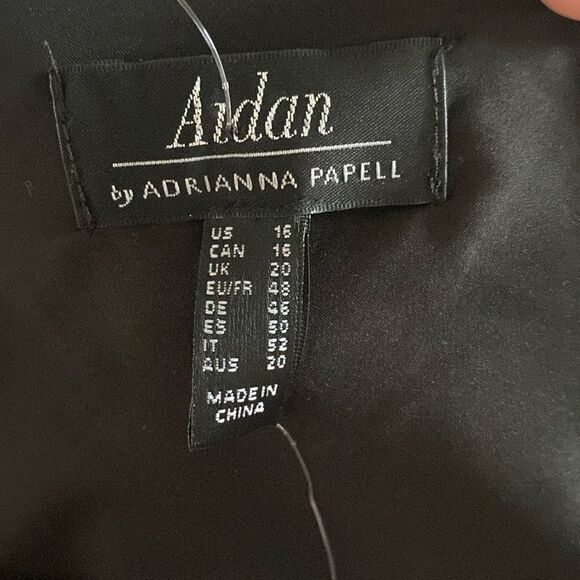 Aidan
by ADRIANNA PAPELL
US 16
CAN 16
UK 20
EU/FR 48
DE 46
ES 50
IT 52
AUS 20
MADE IN
CHINA